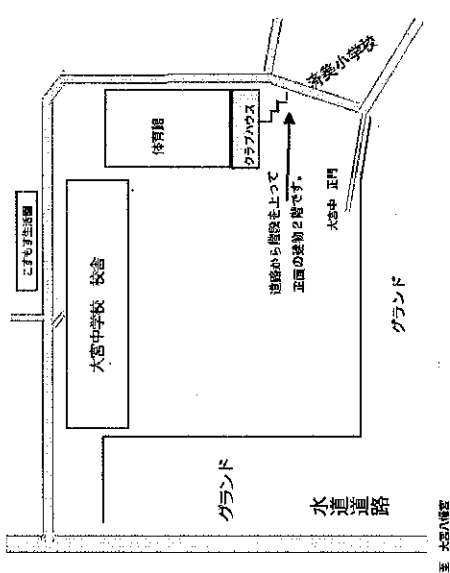 済美小学校
体育館
クラブハウス
道路から階段を上って
正面の建物2階です。
大宮中 正門
こすもす生活園
大宮中学校 校舎
グランド
グランド
水道道路
至 大宮八幡宮